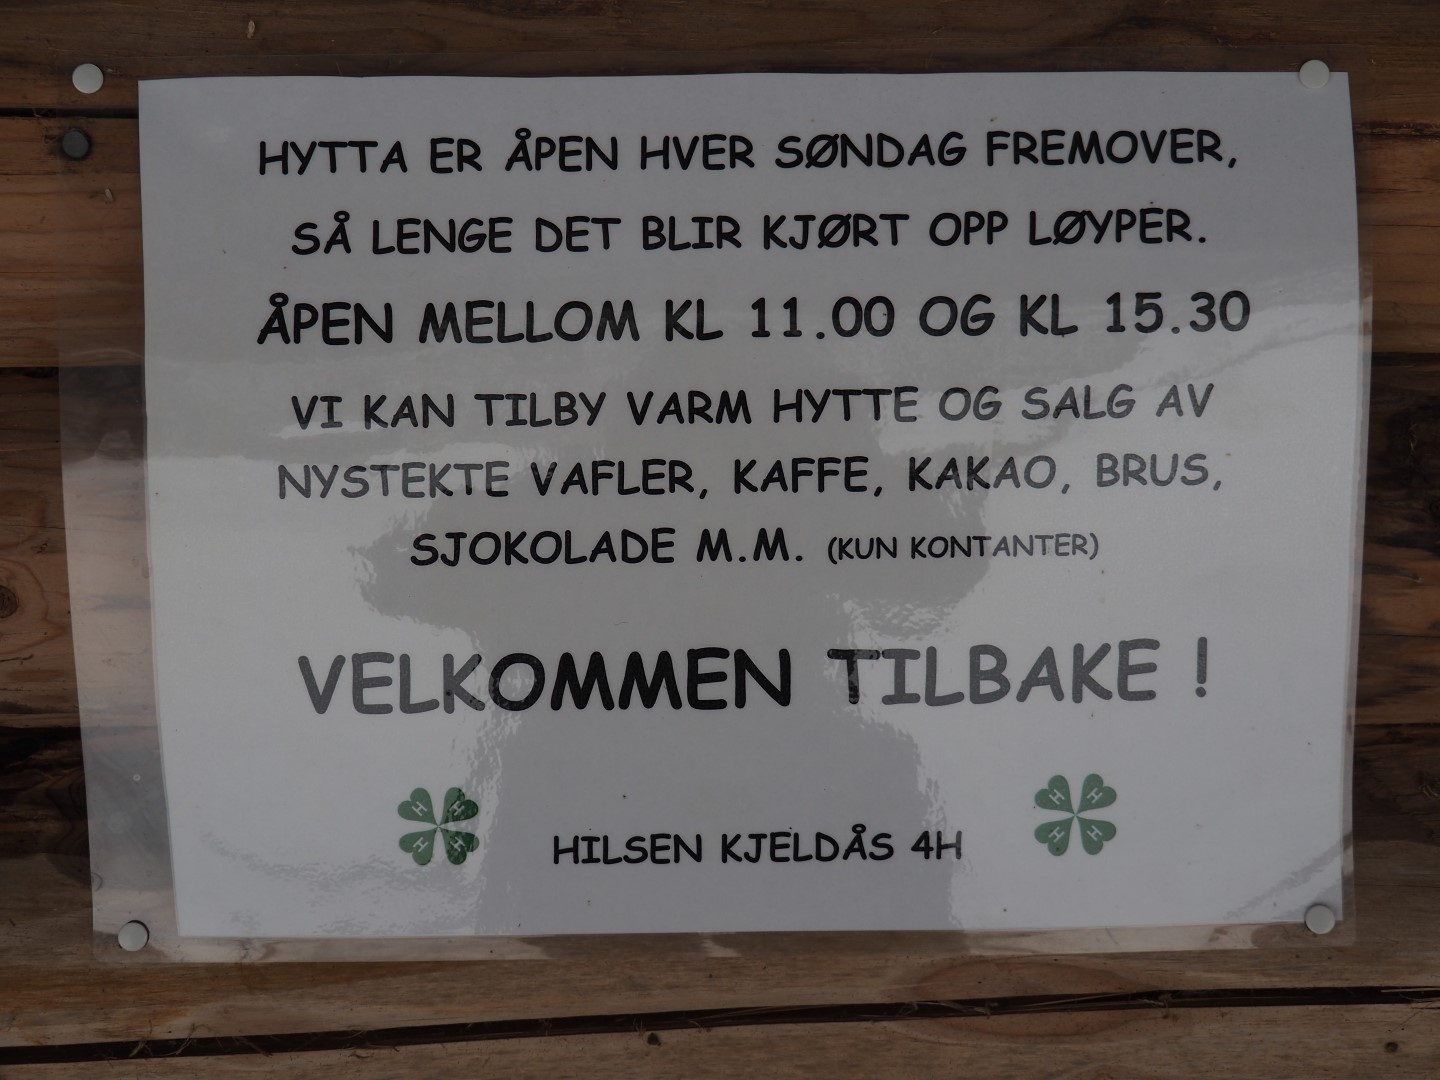 HYTTA ER ÅPEN HVER SØNDAG FREMOVER,
SÅ LENGE DET BLIR KJØRT OPP LØYPER.
ÅPEN MELLOM KL 11.00 OG KL 15.30
VI KAN TILBY VARM HYTTE OG SALG AV
NYSTEKTE VAFLER, KAFFE, KAKAO, BRUS,
SJOKOLADE M.M. (KUN KONTANTER)
VELKOMMEN TILBAKE !
H H H H
HILSEN KJELDÅS 4H
H H H H